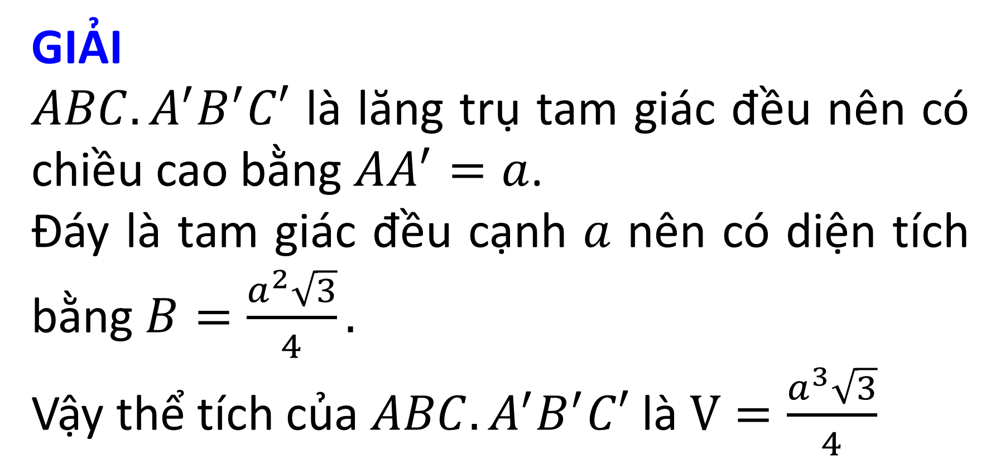 GIẢI
ABC.A′B′C′ là lăng trụ tam giác đều nên có
chiều cao bằng AA′ = a.
Đáy là tam giác đều cạnh a nên có diện tích
bằng B = \frac{a^2\sqrt{3}}{4}.
Vậy thể tích của ABC.A′B′C′ là V = \frac{a^3\sqrt{3}}{4}